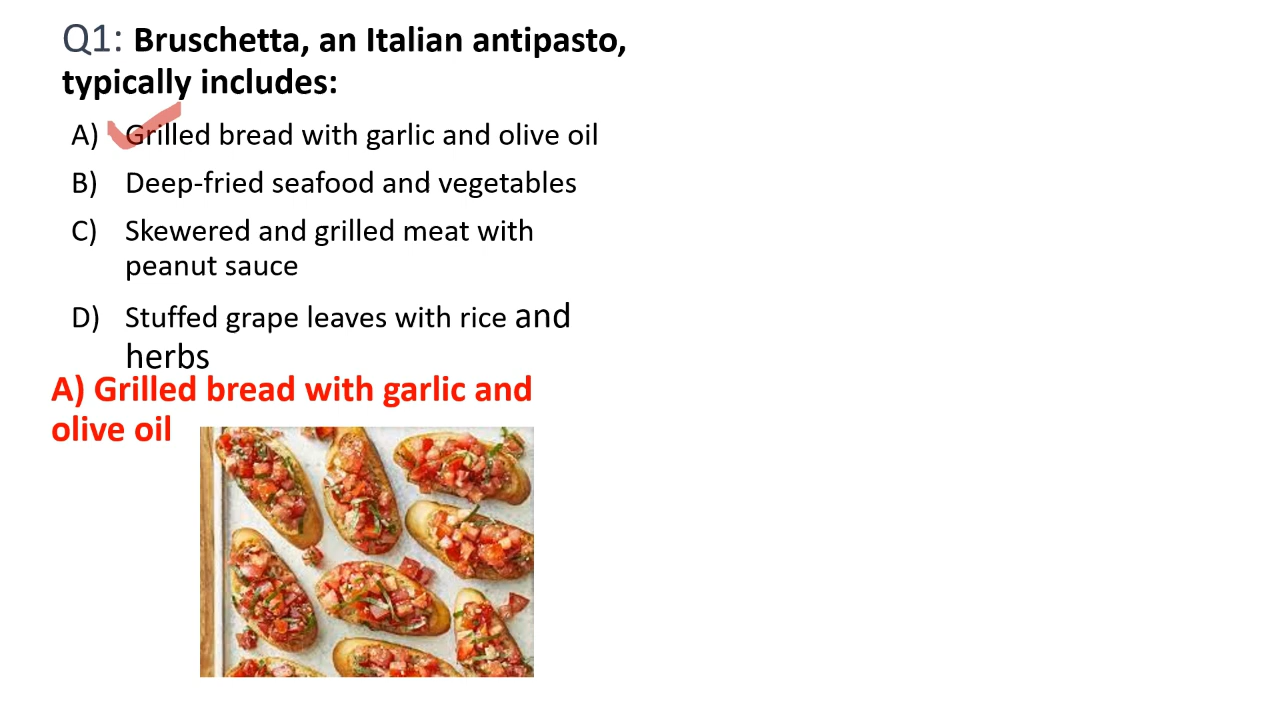 Q1: Bruschetta, an Italian antipasto,
typically includes:
A) Grilled bread with garlic and olive oil
B) Deep-fried seafood and vegetables
C) Skewered and grilled meat with
peanut sauce
D) Stuffed grape leaves with rice and
herbs
A) Grilled bread with garlic and
olive oil